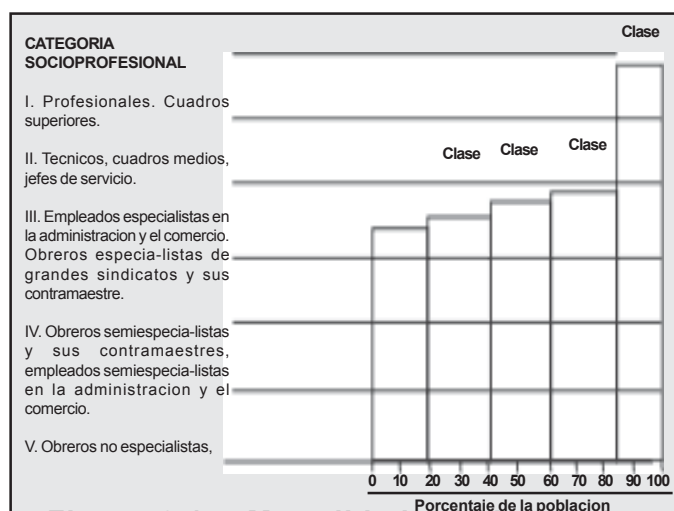 CATEGORIA
SOCIOPROFESIONAL
I. Profesionales. Cuadros
superiores.
II. Tecnicos, cuadros medios,
jefes de servicio.
III. Empleados especialistas en
la administracion y el comercio.
Obreros especia-listas de
grandes sindicatos y sus
contramaestre.
IV. Obreros semiespecia-listas
y sus contramaestres,
empleados semiespecia-listas
en la administracion y el
comercio.
V. Obreros no especialistas,
Clase
Clase Clase Clase
0 10 20 30 40 50 60 70 80 90 100
Porcentaje de la poblacion